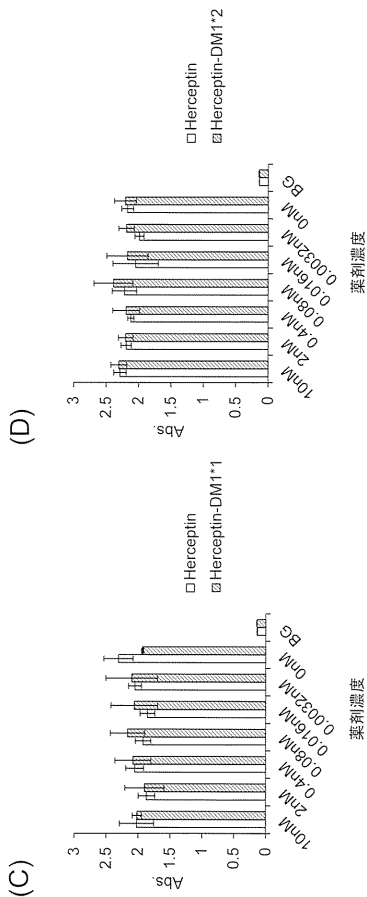 (C)
Abs.
3
2.5
2
1.5
1
0.5
0
10nM
2nM
0.4nM
0.08nM
0.016nM
0.0032nM
0nM
BG
薬剤濃度
Herceptin
Herceptin-DM1*1
(D)
Abs.
3
2.5
2
1.5
1
0.5
0
10nM
2nM
0.4nM
0.08nM
0.016nM
0.0032nM
0nM
BG
薬剤濃度
Herceptin
Herceptin-DM1*2